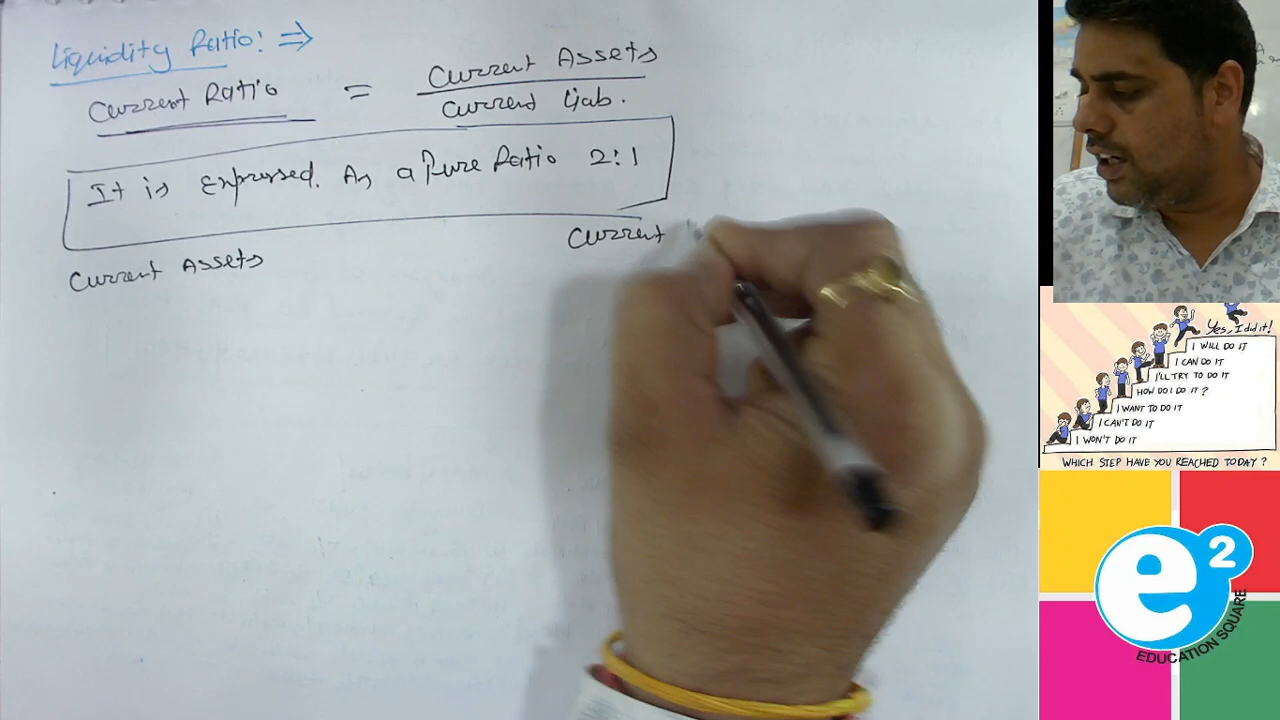 Liquidity Ratio: ⇒
Current Ratio = Current Assets
Current Liab.
It is Expressed. As a Pure Ratio 2:1
Current Assets
Current
Yes, I did it!
I WILL DO IT
I CAN DO IT
I'LL TRY TO DO IT
HOW DO I DO IT?
I WANT TO DO IT
I CAN'T DO IT
I WON'T DO IT
WHICH STEP HAVE YOU REACHED TODAY?
e2
EDUCATION SQUARE